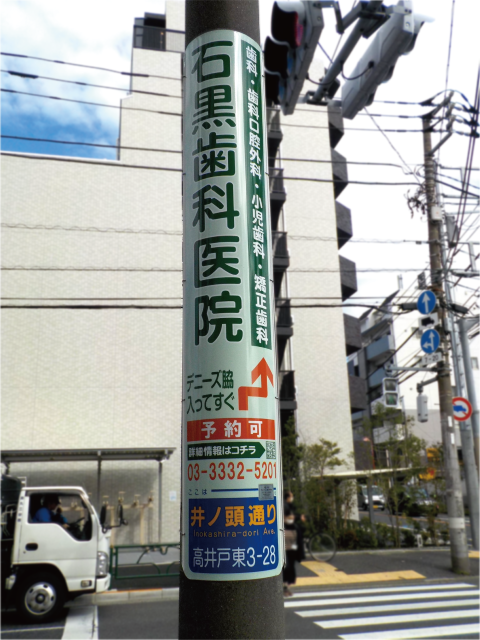 石黒歯科医院
歯科・歯科口腔外科・小児歯科・矯正歯科
デニーズ脇
入ってすぐ
予約可
詳細情報はコチラ
03-3332-5201
ここは
井ノ頭通り
Inokashira-dori Ave.
高井戸東3-28